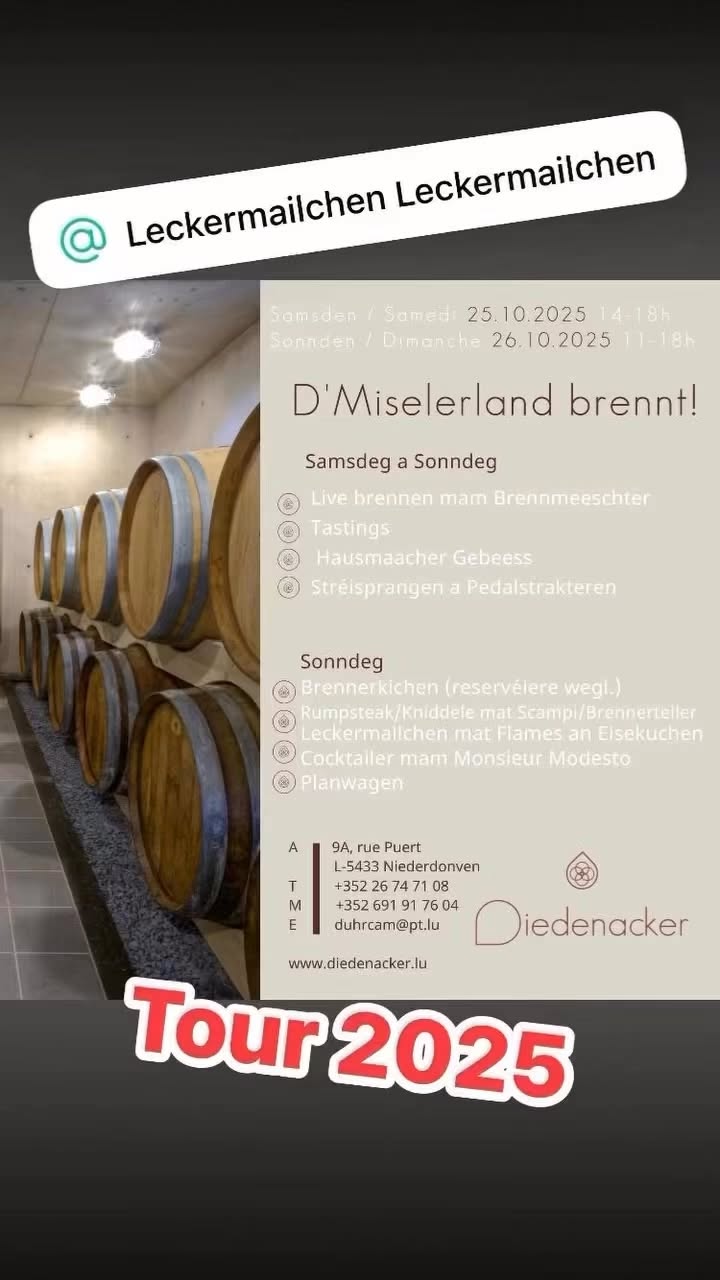 @ Leckermailchen Leckermailchen
Samsden / Samedi 25.10.2025 14-18h
Sonnden / Dimanche 26.10.2025 11-18h
D'Miselerland brennt!
Samsdeg a Sonndeg
Live brennen mam Brennmeeschter
Tastings
Hausmaacher Gebeess
Stréisprangen a Pedalstrakteren
Sonndeg
Brennerkichen (reservéiere wegl.)
Rumpsteak/Kniddele mat Scampi/Brennerteller
Leckermailchen mat Flames an Eisekuchen
Cocktailer mam Monsieur Modesto
Planwagen
A 9A, rue Puert
L-5433 Niederdonven
T +352 26 74 71 08
M +352 691 91 76 04
E duhrcam@pt.lu
Diedenacker
www.diedenacker.lu
Tour 2025